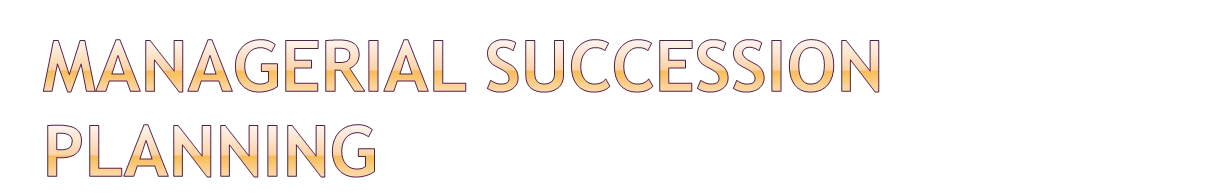 MANAGERIAL SUCCESSION
PLANNING